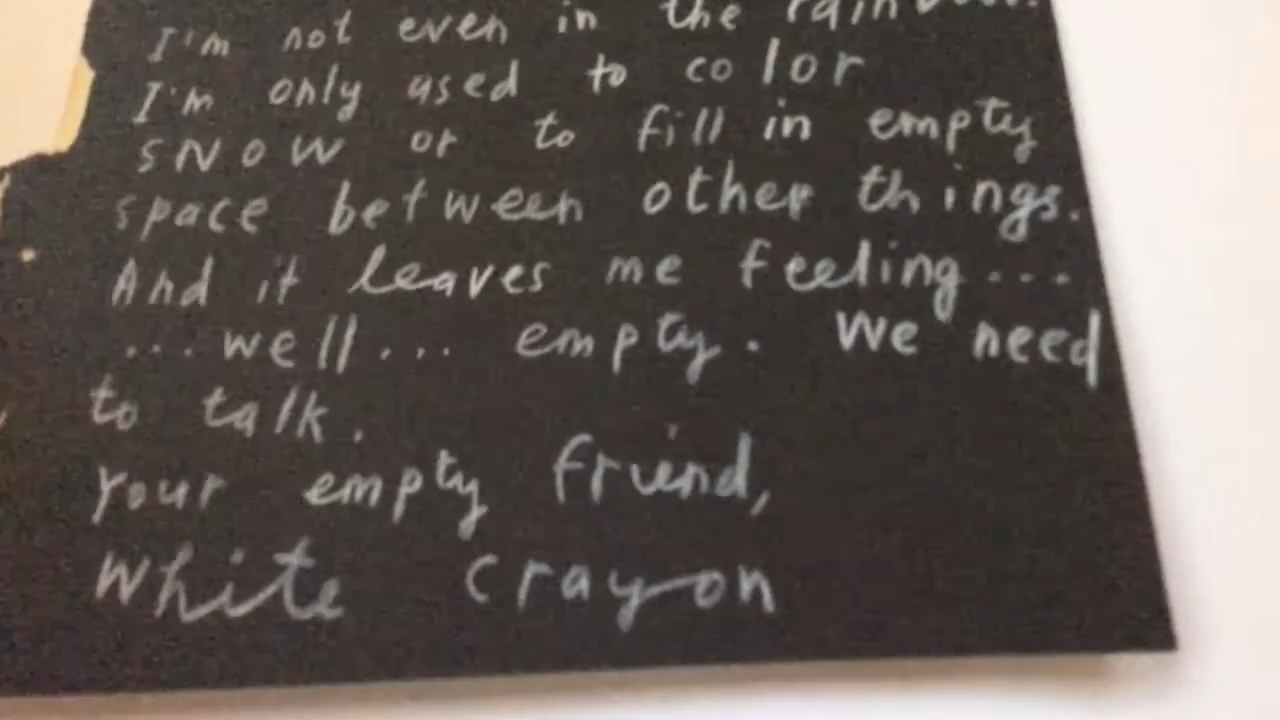 I'm not even in the rainbow.
I'm only used to color
snow or to fill in empty
space between other things.
And it leaves me feeling...
...well... empty. We need
to talk.
Your empty friend,
White crayon